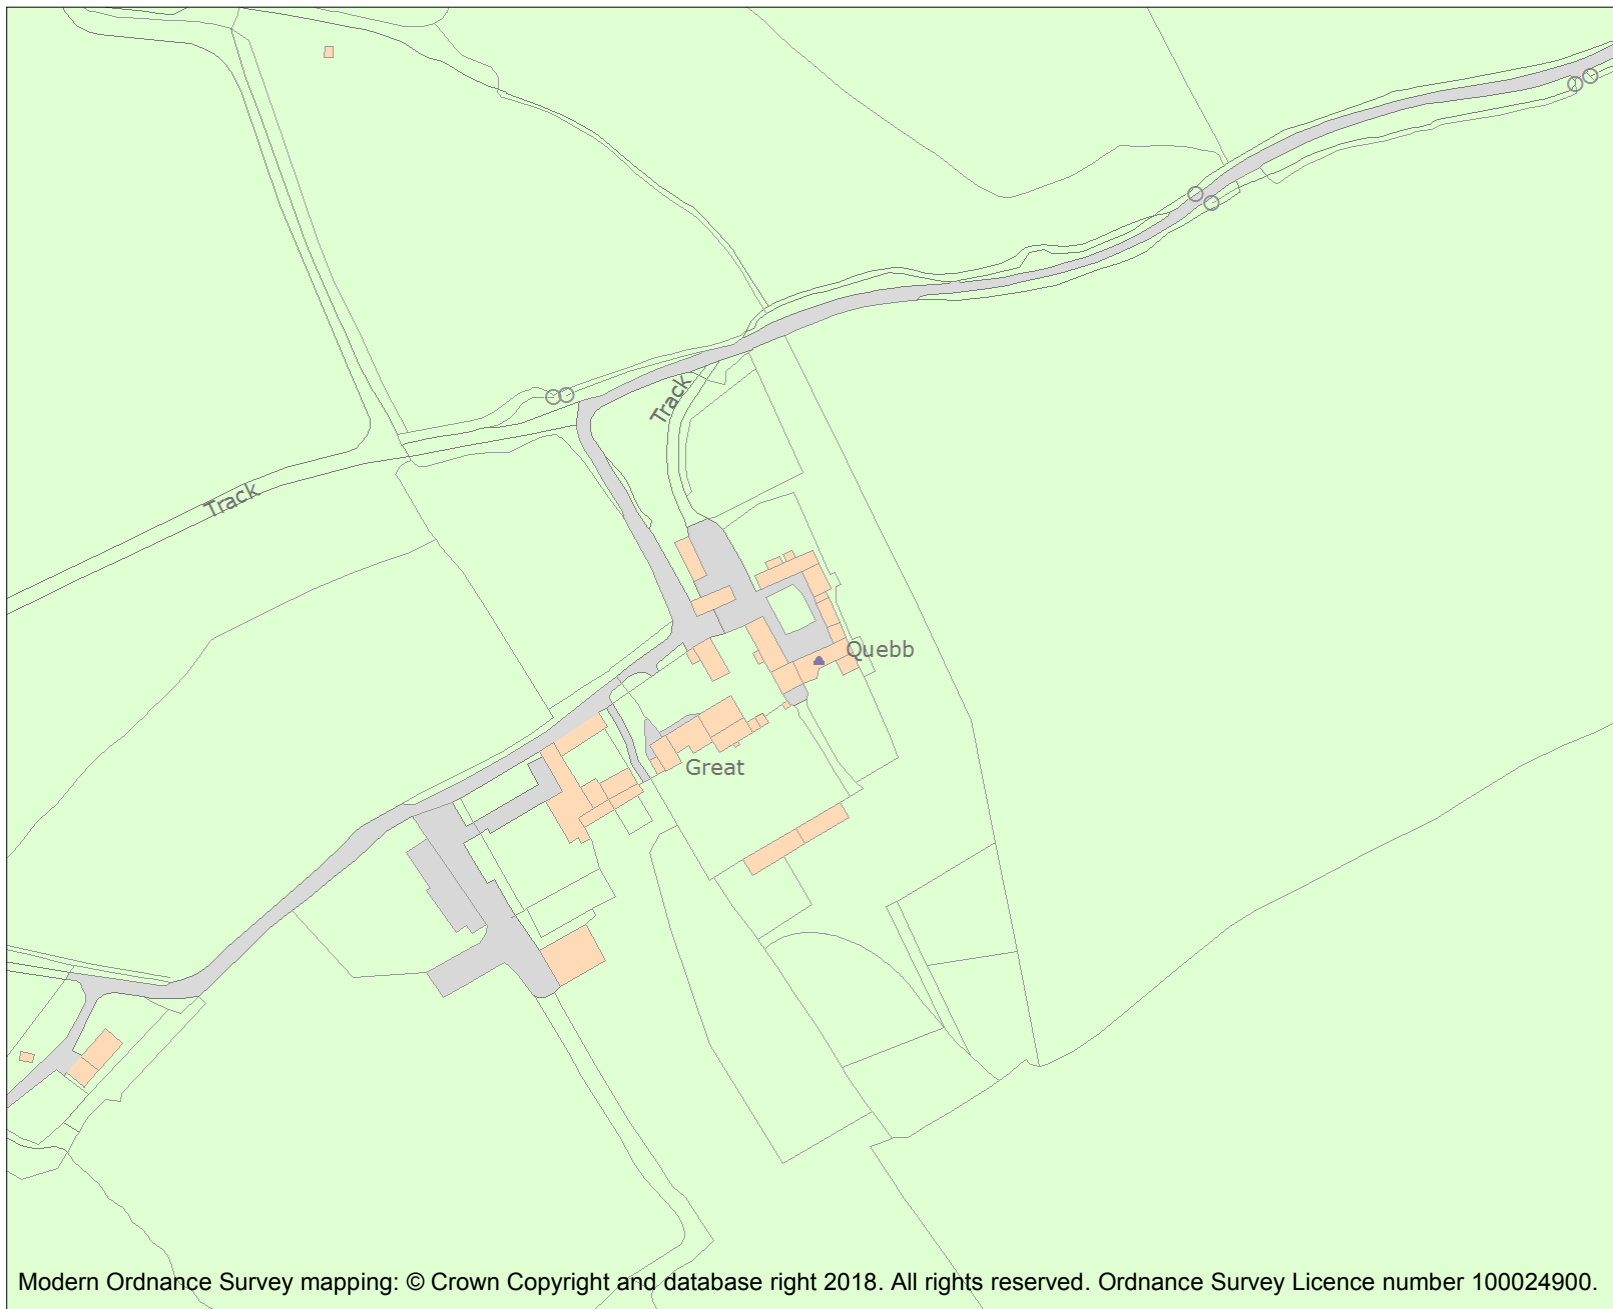 Track
Track
Quebb
Great
Modern Ordnance Survey mapping: © Crown Copyright and database right 2018. All rights reserved. Ordnance Survey Licence number 100024900.